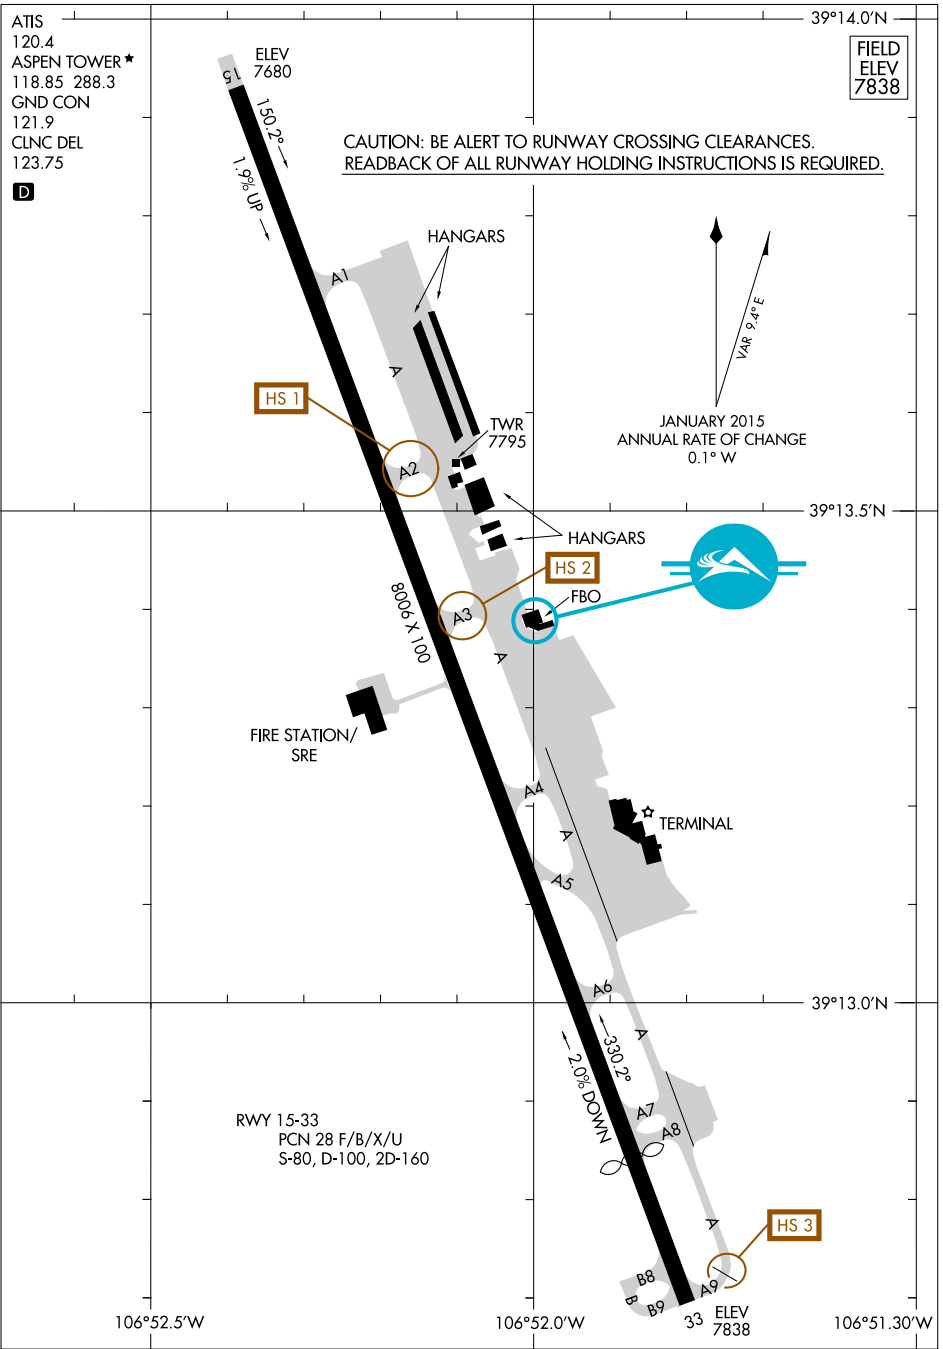 ATIS
120.4
ASPEN TOWER★
118.85 288.3
GND CON
121.9
CLNC DEL
123.75
D
39°14.0'N
FIELD
ELEV
7838
ELEV
7680
15
150.2°
1.9% UP
CAUTION: BE ALERT TO RUNWAY CROSSING CLEARANCES.
READBACK OF ALL RUNWAY HOLDING INSTRUCTIONS IS REQUIRED.
HANGARS
A1
VAR 9.4° E
A
HS 1
TWR
7795
JANUARY 2015
ANNUAL RATE OF CHANGE
0.1° W
A2
39°13.5'N
HANGARS
HS 2
FBO
8006 X 100
A3
A
FIRE STATION/
SRE
A4
TERMINAL
A
A5
A6
39°13.0'N
A
330.2°
2.0% DOWN
RWY 15-33
PCN 28 F/B/X/U
S-80, D-100, 2D-160
A7
A8
A
HS 3
B8
A9
B
B9
33
ELEV
7838
106°52.5'W
106°52.0'W
106°51.30'W